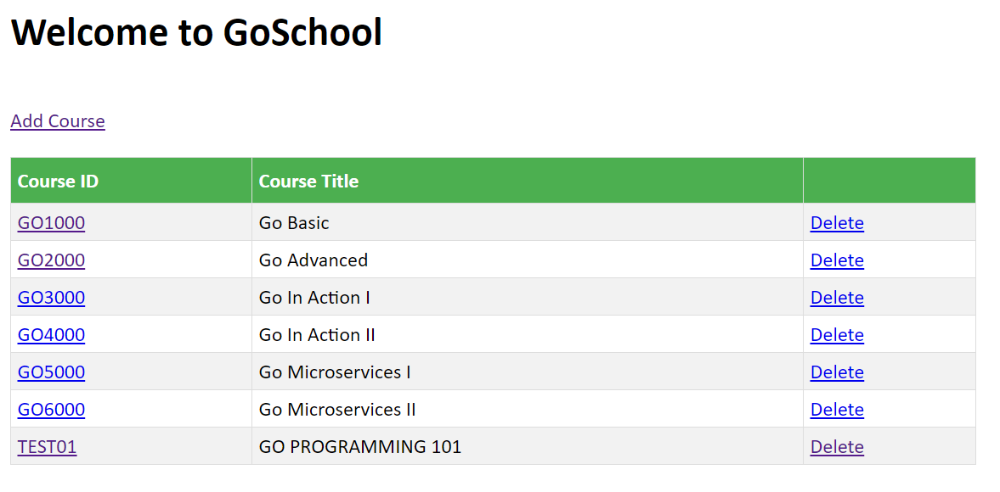 Welcome to GoSchool
Add Course
Course ID Course Title
GO1000 Go Basic Delete
GO2000 Go Advanced Delete
GO3000 Go In Action I Delete
GO4000 Go In Action II Delete
GO5000 Go Microservices I Delete
GO6000 Go Microservices II Delete
TEST01 GO PROGRAMMING 101 Delete